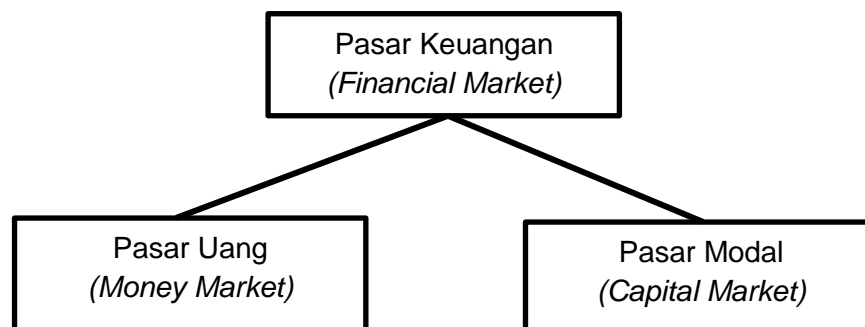 Pasar Keuangan
(Financial Market)
Pasar Uang
(Money Market)
Pasar Modal
(Capital Market)